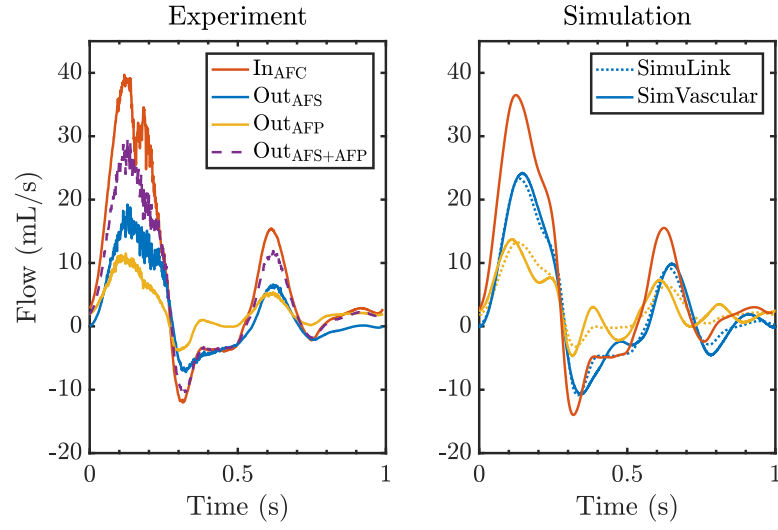 Experiment
Simulation
Flow (mL/s)
40
30
20
10
0
-10
-20
In_AFC
Out_AFS
Out_AFP
Out_AFS+AFP
0
0.5
1
Time (s)
40
30
20
10
0
-10
-20
SimuLink
SimVascular
0
0.5
1
Time (s)